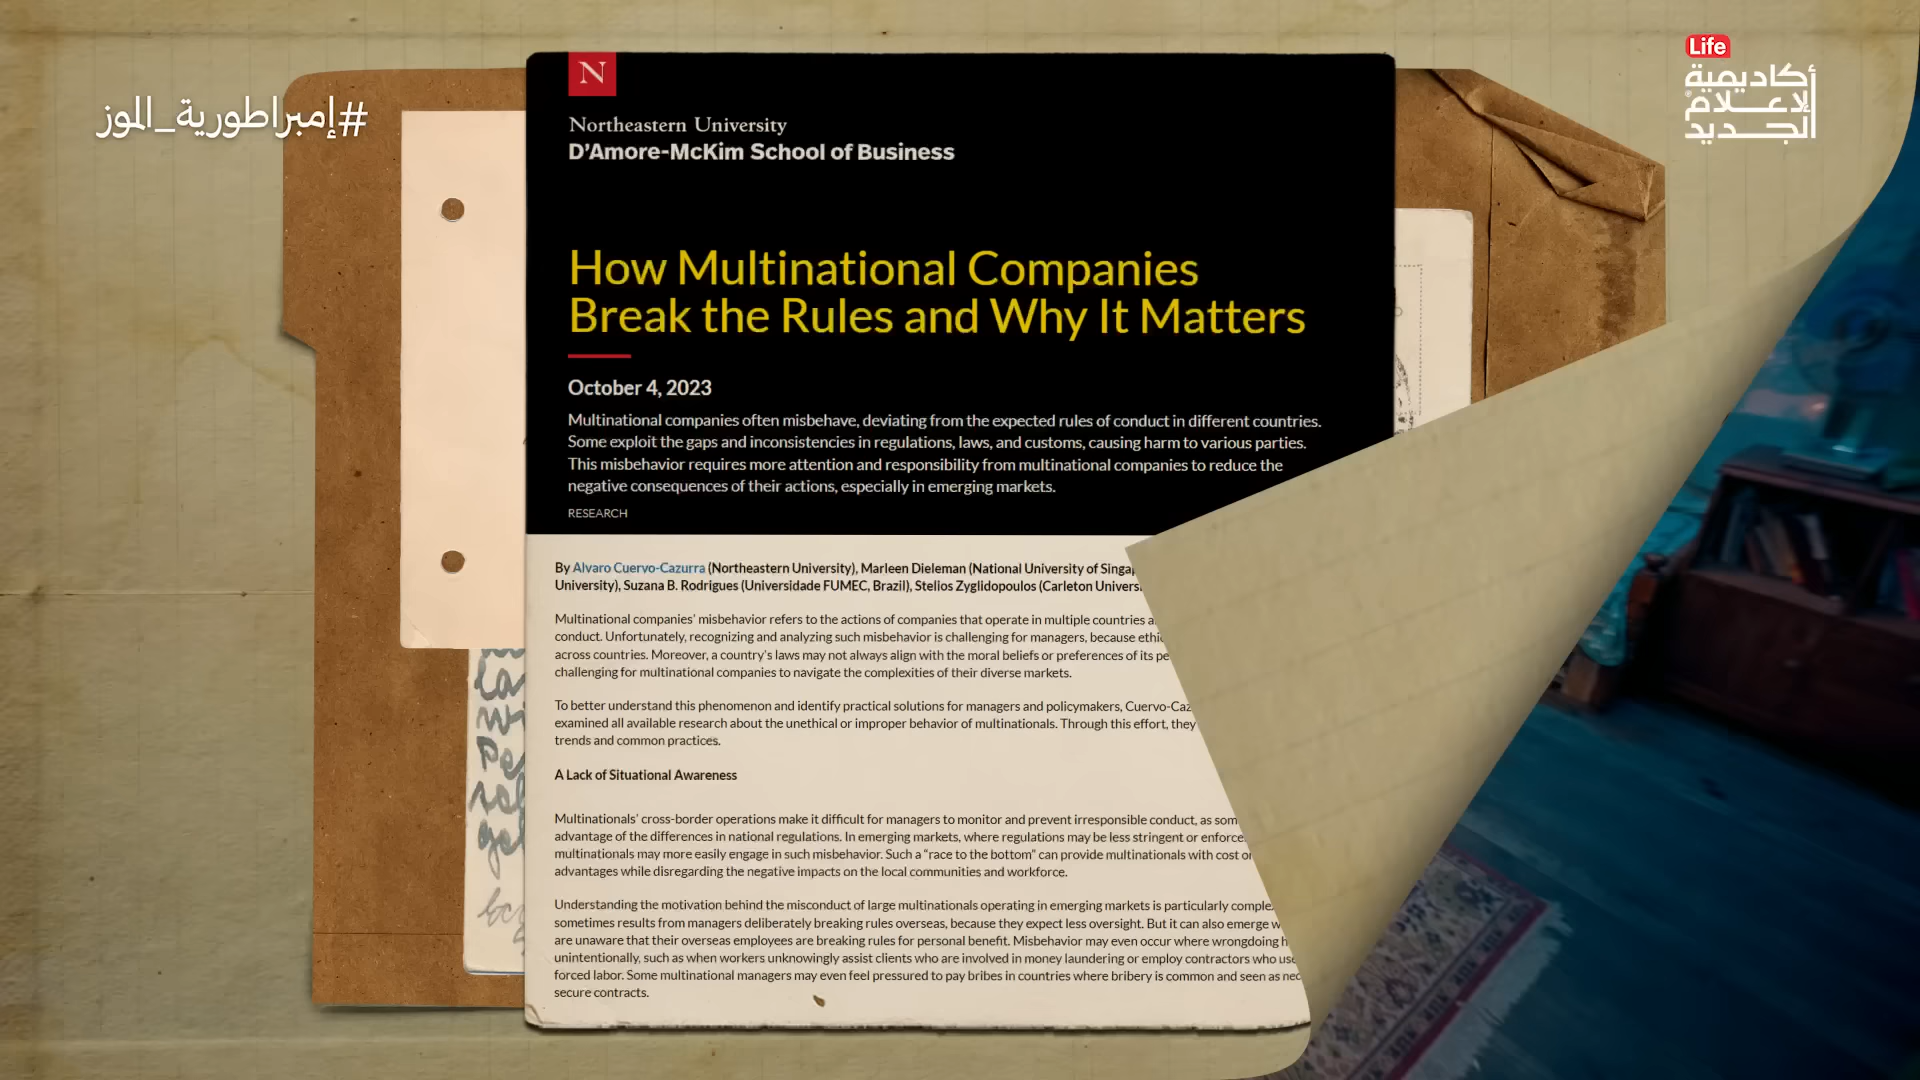 #إمبراطورية_الموز
Life
أكاديمية
الإعلام
الجديد
N
Northeastern University
D'Amore-McKim School of Business
How Multinational Companies
Break the Rules and Why It Matters
October 4, 2023
Multinational companies often misbehave, deviating from the expected rules of conduct in different countries.
Some exploit the gaps and inconsistencies in regulations, laws, and customs, causing harm to various parties.
This misbehavior requires more attention and responsibility from multinational companies to reduce the
negative consequences of their actions, especially in emerging markets.
RESEARCH
By Alvaro Cuervo-Cazurra (Northeastern University), Marleen Dieleman (National University of
University), Suzana B. Rodrigues (Universidade FUMEC, Brazil), Stelios Zyglidopoulos (Carleton
Multinational companies' misbehavior refers to the actions of companies that operate in multiple countries
conduct. Unfortunately, recognizing and analyzing such misbehavior is challenging for managers, because
across countries. Moreover, a country's laws may not always align with the moral beliefs or preferences of its
challenging for multinational companies to navigate the complexities of their diverse markets.
To better understand this phenomenon and identify practical solutions for managers and policymakers,
examined all available research about the unethical or improper behavior of multinationals. Through this effort, they
trends and common practices.
A Lack of Situational Awareness
Multinationals' cross-border operations make it difficult for managers to monitor and prevent irresponsible conduct, as
advantage of the differences in national regulations. In emerging markets, where regulations may be less stringent or
multinationals may more easily engage in such misbehavior. Such a "race to the bottom" can provide multinationals with cost
advantages while disregarding the negative impacts on the local communities and workforce.
Understanding the motivation behind the misconduct of large multinationals operating in emerging markets is particularly
sometimes results from managers deliberately breaking rules overseas, because they expect less oversight. But it can also emerge
are unaware that their overseas employees are breaking rules for personal benefit. Misbehavior may even occur where wrongdoing
unintentionally, such as when workers unknowingly assist clients who are involved in money laundering or employ contractors who
forced labor. Some multinational managers may even feel pressured to pay bribes in countries where bribery is common and seen as
secure contracts.